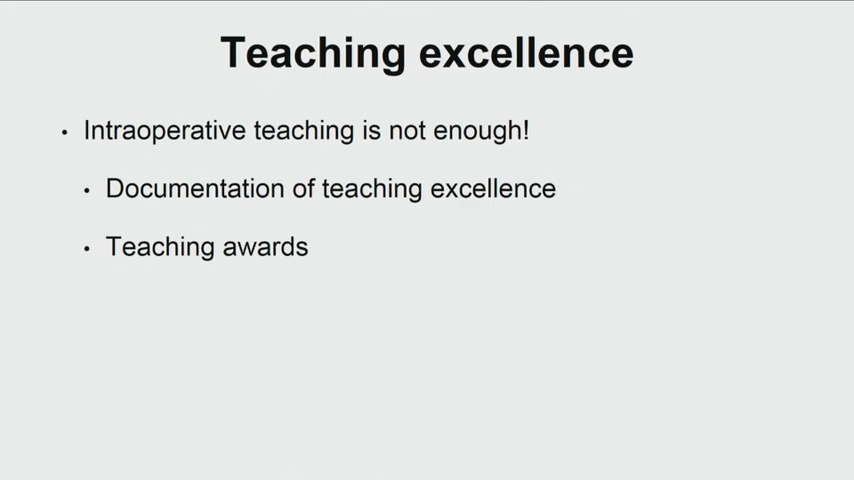 Teaching excellence
• Intraoperative teaching is not enough!
• Documentation of teaching excellence
• Teaching awards